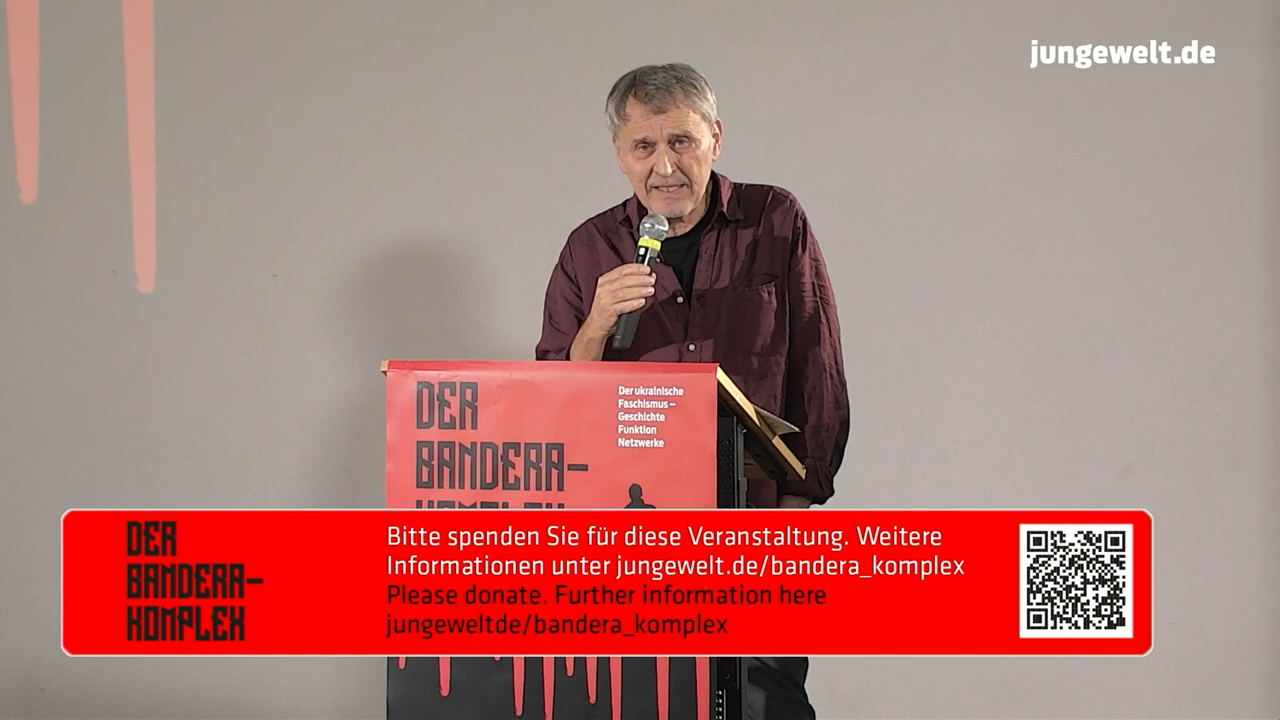 jungewelt.de
DER
BANDERA–
KOMPLEX
Der ukrainische
Faschismus –
Geschichte
Funktion
Netzwerke
DER
BANDERA–
KOMPLEX
Bitte spenden Sie für diese Veranstaltung. Weitere
Informationen unter jungewelt.de/bandera_komplex
Please donate. Further information here
jungeweltde/bandera_komplex